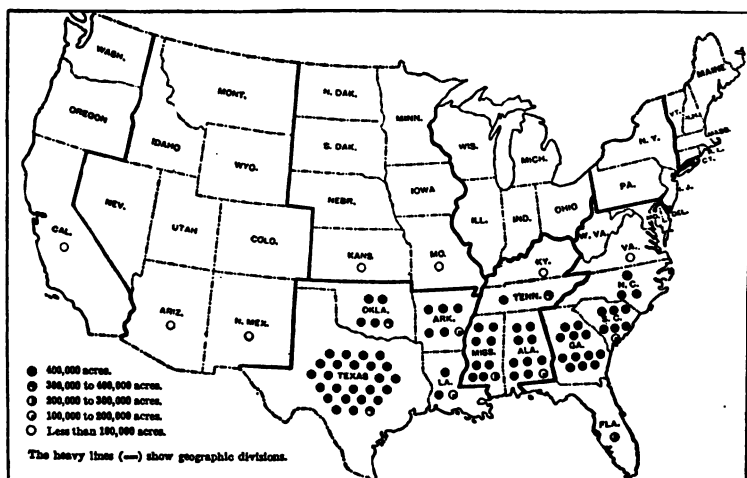 WASH.
OREGON
MONT.
IDAHO
WYO.
N. DAK.
S. DAK.
NEBR.
MINN.
IOWA
WIS.
MICH.
ILL.
IND.
OHIO
N. Y.
PA.
MAINE
VT.
N.H.
MASS.
CT.
N. J.
DEL.
W. VA.
VA.
NEV.
UTAH
COLO.
CAL.
ARIZ.
N. MEX.
KANS.
MO.
KY.
TENN.
N. C.
S. C.
OKLA.
ARK.
TEXAS
LA.
MISS.
ALA.
GA.
FLA.
400,000 acres.
300,000 to 400,000 acres.
200,000 to 300,000 acres.
100,000 to 200,000 acres.
Less than 100,000 acres.
The heavy lines (—) show geographic divisions.